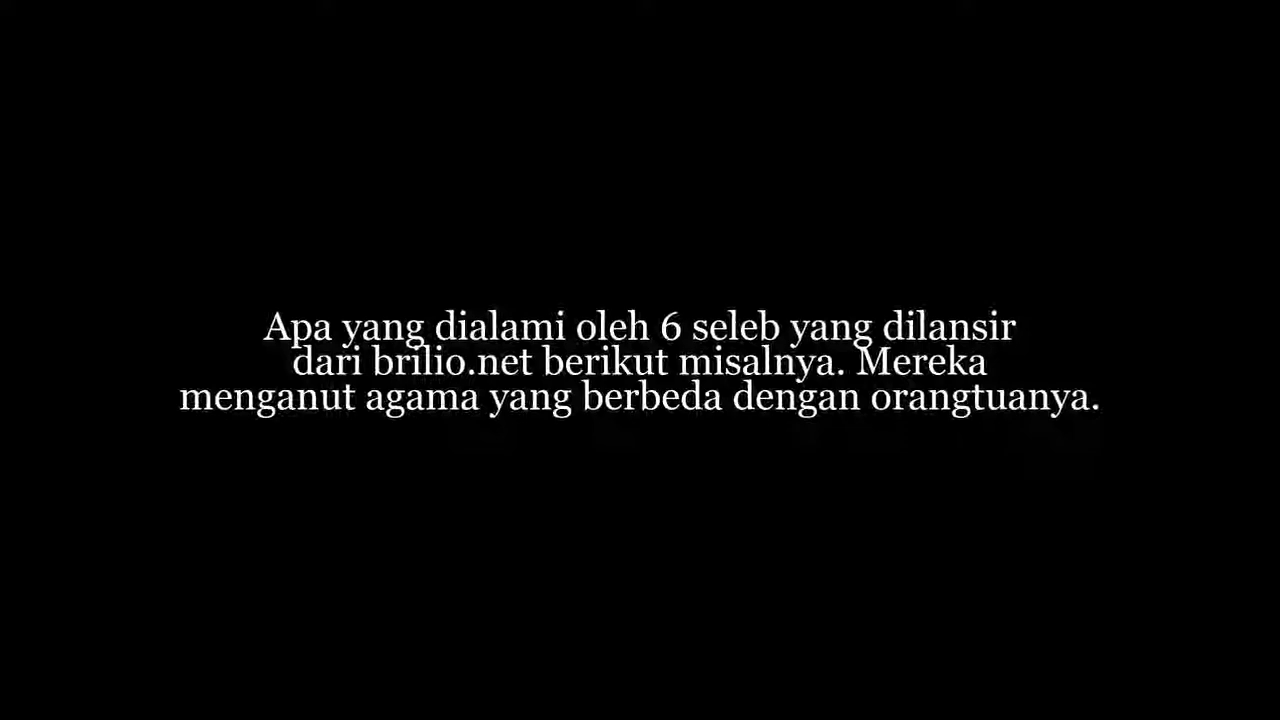 Apa yang dialami oleh 6 seleb yang dilansir
dari brilio.net berikut misalnya. Mereka
menganut agama yang berbeda dengan orangtuanya.